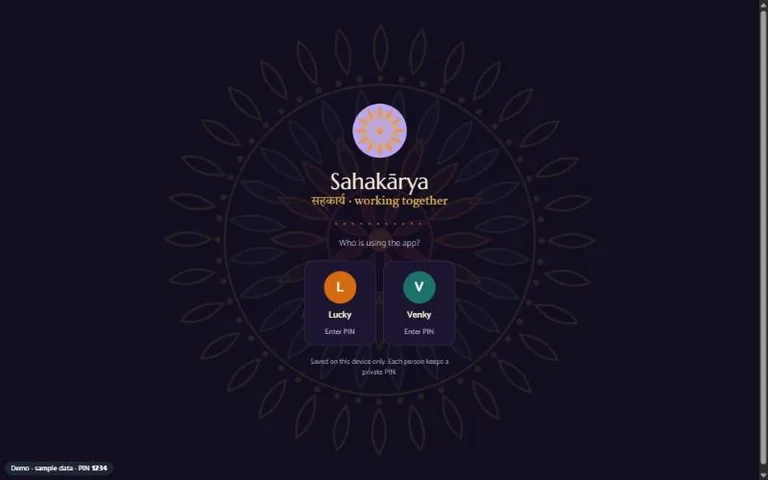 Sahakārya
सहकार्य · working together
Who is using the app?
L
Lucky
Enter PIN
V
Venky
Enter PIN
Saved on this device only. Each person keeps a
private PIN.
Demo · sample data · PIN 1234